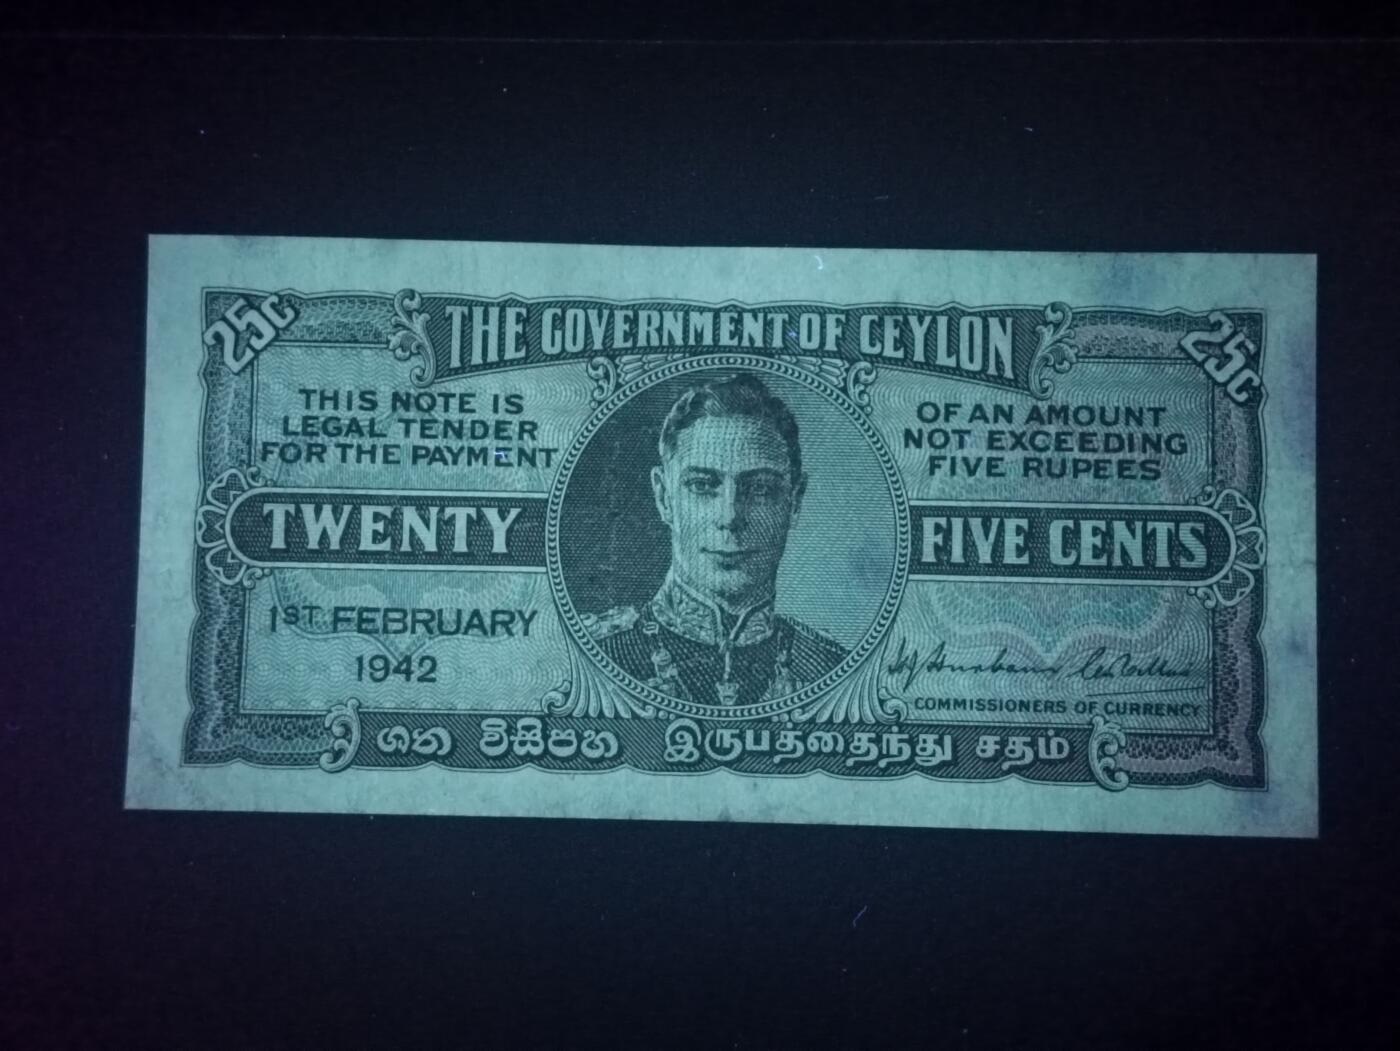 25C
THE GOVERNMENT OF CEYLON
25C
THIS NOTE IS
LEGAL TENDER
FOR THE PAYMENT
OF AN AMOUNT
NOT EXCEEDING
FIVE RUPEES
TWENTY
FIVE CENTS
1ST FEBRUARY
1942
COMMISSIONERS OF CURRENCY
ශත විසිපහ இருபத்தைந்து சதம்